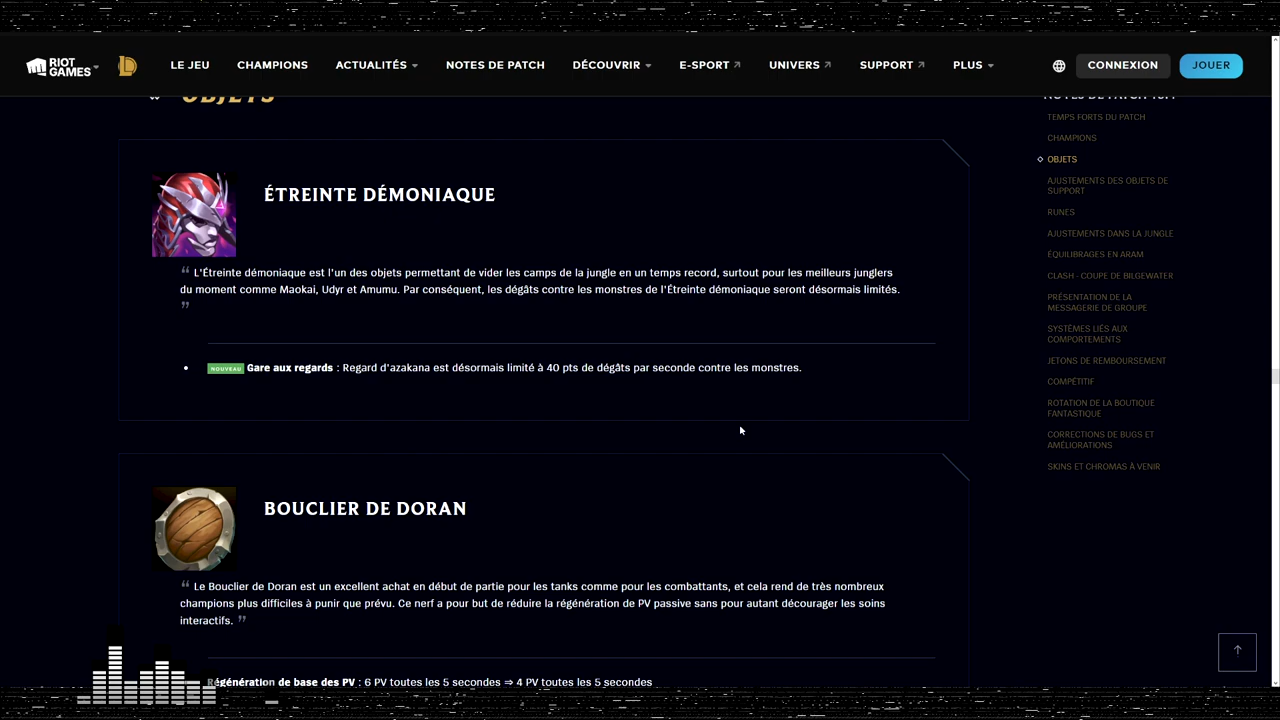 RIOT GAMES
LE JEU
CHAMPIONS
ACTUALITÉS
NOTES DE PATCH
DÉCOUVRIR
E-SPORT
UNIVERS
SUPPORT
PLUS
CONNEXION
JOUER
OBJETS
ÉTREINTE DÉMONIAQUE
“ L'Étreinte démoniaque est l'un des objets permettant de vider les camps de la jungle en un temps record, surtout pour les meilleurs junglers
du moment comme Maokai, Udyr et Amumu. Par conséquent, les dégâts contre les monstres de l'Étreinte démoniaque seront désormais limités.
”
• NOUVEAU Gare aux regards : Regard d'azakana est désormais limité à 40 pts de dégâts par seconde contre les monstres.
BOUCLIER DE DORAN
“ Le Bouclier de Doran est un excellent achat en début de partie pour les tanks comme pour les combattants, et cela rend de très nombreux
champions plus difficiles à punir que prévu. Ce nerf a pour but de réduire la régénération de PV passive sans pour autant décourager les soins
interactifs. ”
Régénération de base des PV : 6 PV toutes les 5 secondes ⇒ 4 PV toutes les 5 secondes
TEMPS FORTS DU PATCH
CHAMPIONS
OBJETS
AJUSTEMENTS DES OBJETS DE
SUPPORT
RUNES
AJUSTEMENTS DANS LA JUNGLE
ÉQUILIBRAGES EN ARAM
CLASH - COUPE DE BILGEWATER
PRÉSENTATION DE LA
MESSAGERIE DE GROUPE
SYSTÈMES LIÉS AUX
COMPORTEMENTS
JETONS DE REMBOURSEMENT
COMPÉTITIF
ROTATION DE LA BOUTIQUE
FANTASTIQUE
CORRECTIONS DE BUGS ET
AMÉLIORATIONS
SKINS ET CHROMAS À VENIR